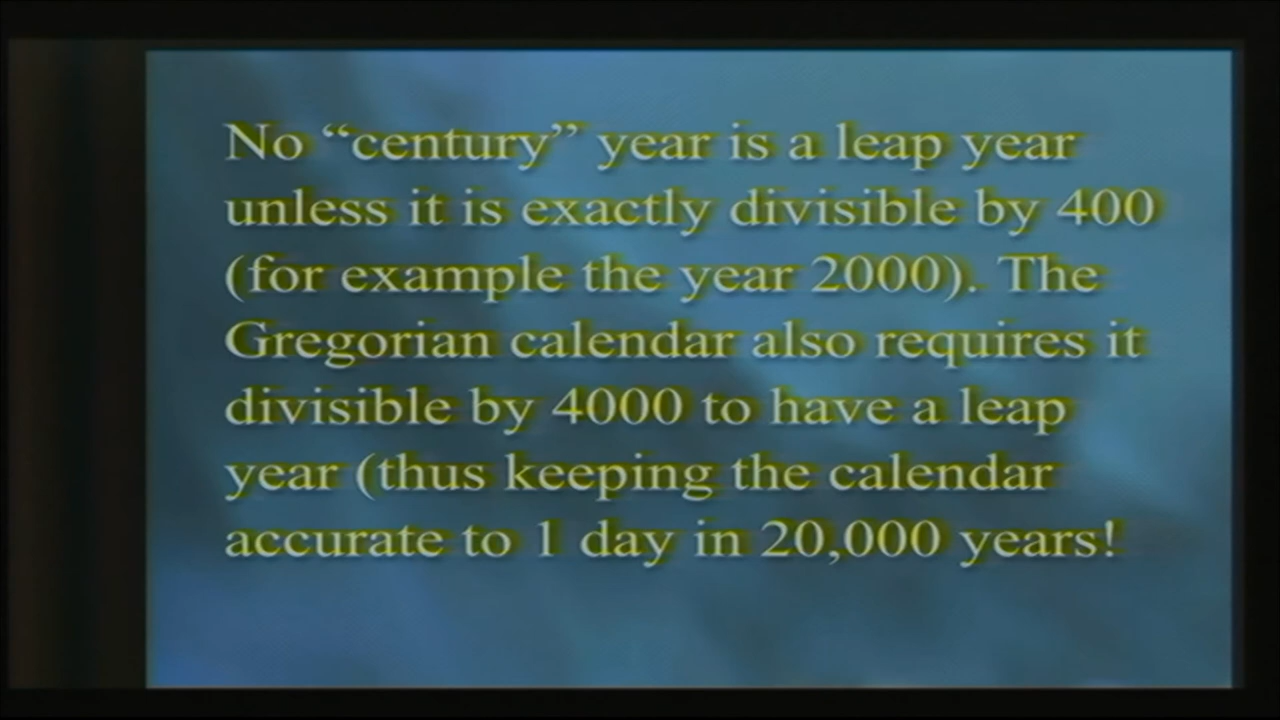 No “century” year is a leap year
unless it is exactly divisible by 400
(for example the year 2000). The
Gregorian calendar also requires it
divisible by 4000 to have a leap
year (thus keeping the calendar
accurate to 1 day in 20,000 years!